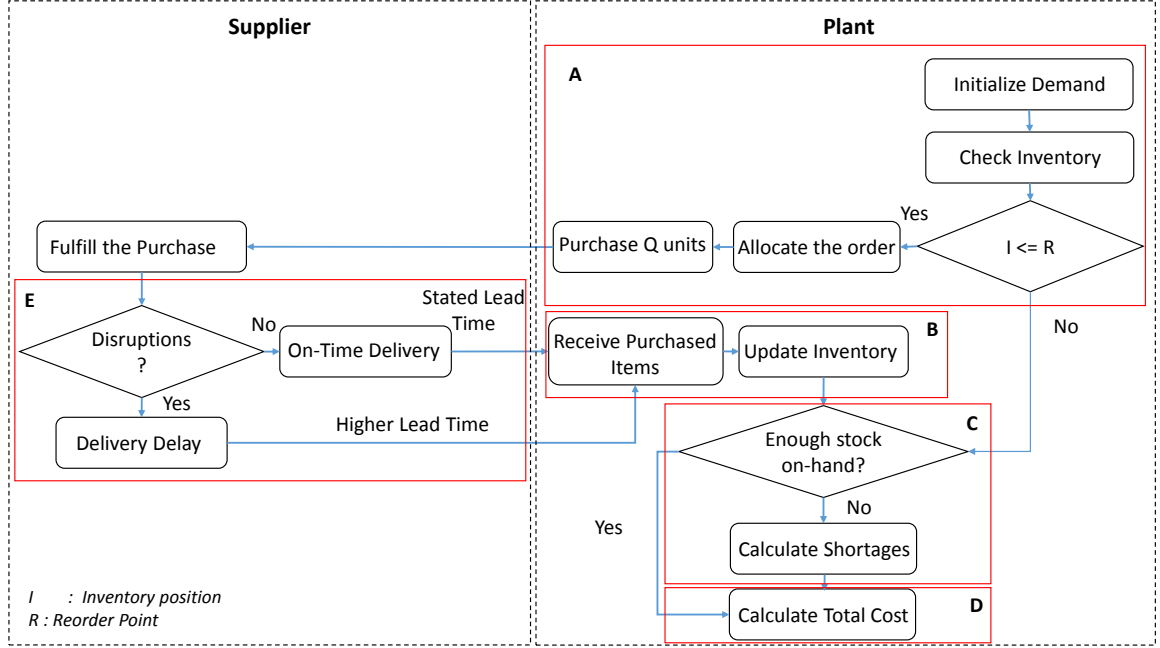 Supplier
Plant
A
Initialize Demand
Check Inventory
I <= R
Yes
Allocate the order
Purchase Q units
Fulfill the Purchase
No
E
Disruptions
?
No
On-Time Delivery
Stated Lead
Time
Yes
Delivery Delay
Higher Lead Time
B
Receive Purchased
Items
Update Inventory
C
Enough stock
on-hand?
No
Yes
Calculate Shortages
D
Calculate Total Cost
I : Inventory position
R : Reorder Point